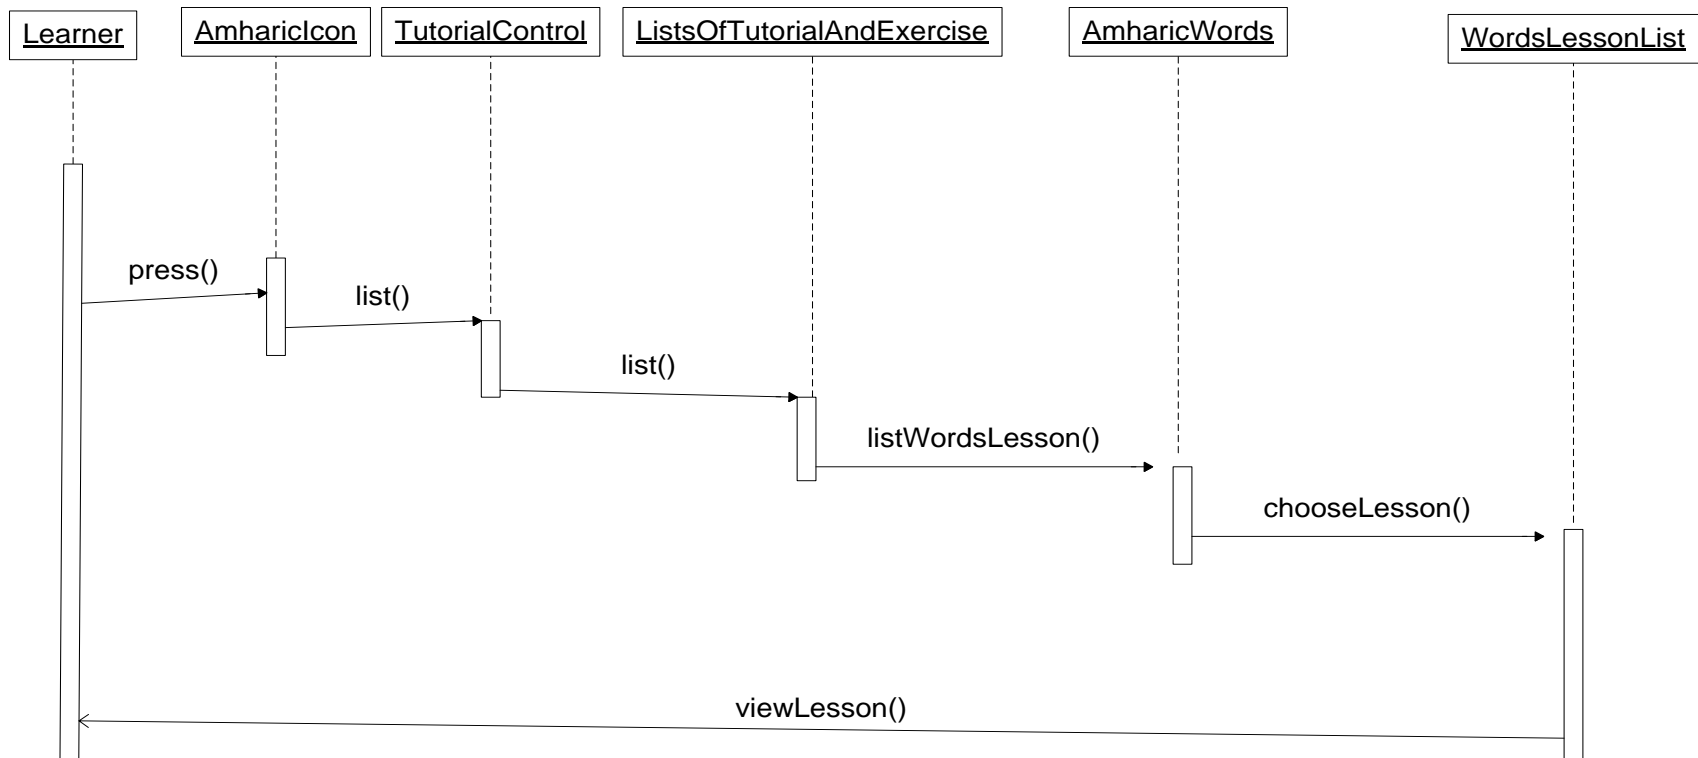 Learner
AmharicIcon
TutorialControl
ListsOfTutorialAndExercise
AmharicWords
WordsLessonList
press()
list()
list()
listWordsLesson()
chooseLesson()
viewLesson()